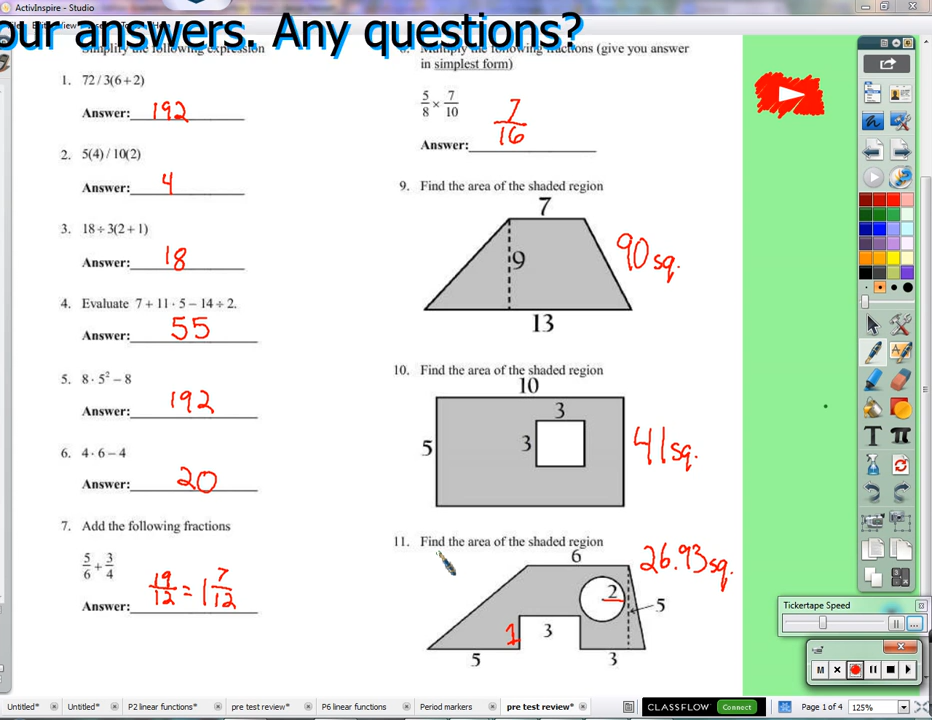 ActivInspire - Studio
our answers. Any questions?
Simplify the following expression
1. 72 / 3(6 + 2)
Answer: 192
2. 5(4) / 10(2)
Answer: 4
3. 18 ÷ 3(2 + 1)
Answer: 18
4. Evaluate 7 + 11 · 5 − 14 ÷ 2.
Answer: 55
5. 8 · 5² − 8
Answer: 192
6. 4 · 6 − 4
Answer: 20
7. Add the following fractions
5/6 + 3/4
19/12 = 1 7/12
Answer:
Multiply the following fractions (give you answer
in simplest form)
5/8 × 7/10
7/16
Answer:
9. Find the area of the shaded region
7
9
90 sq.
13
10. Find the area of the shaded region
10
3
5
3
41 sq.
11. Find the area of the shaded region
6
26.93 sq.
2
5
1
3
5
3
Tickertape Speed
Untitled*
Untitled*
P2 linear functions*
pre test review*
P6 linear functions
Period markers
pre test review*
CLASSFLOW
Connect
Page 1 of 4
125%